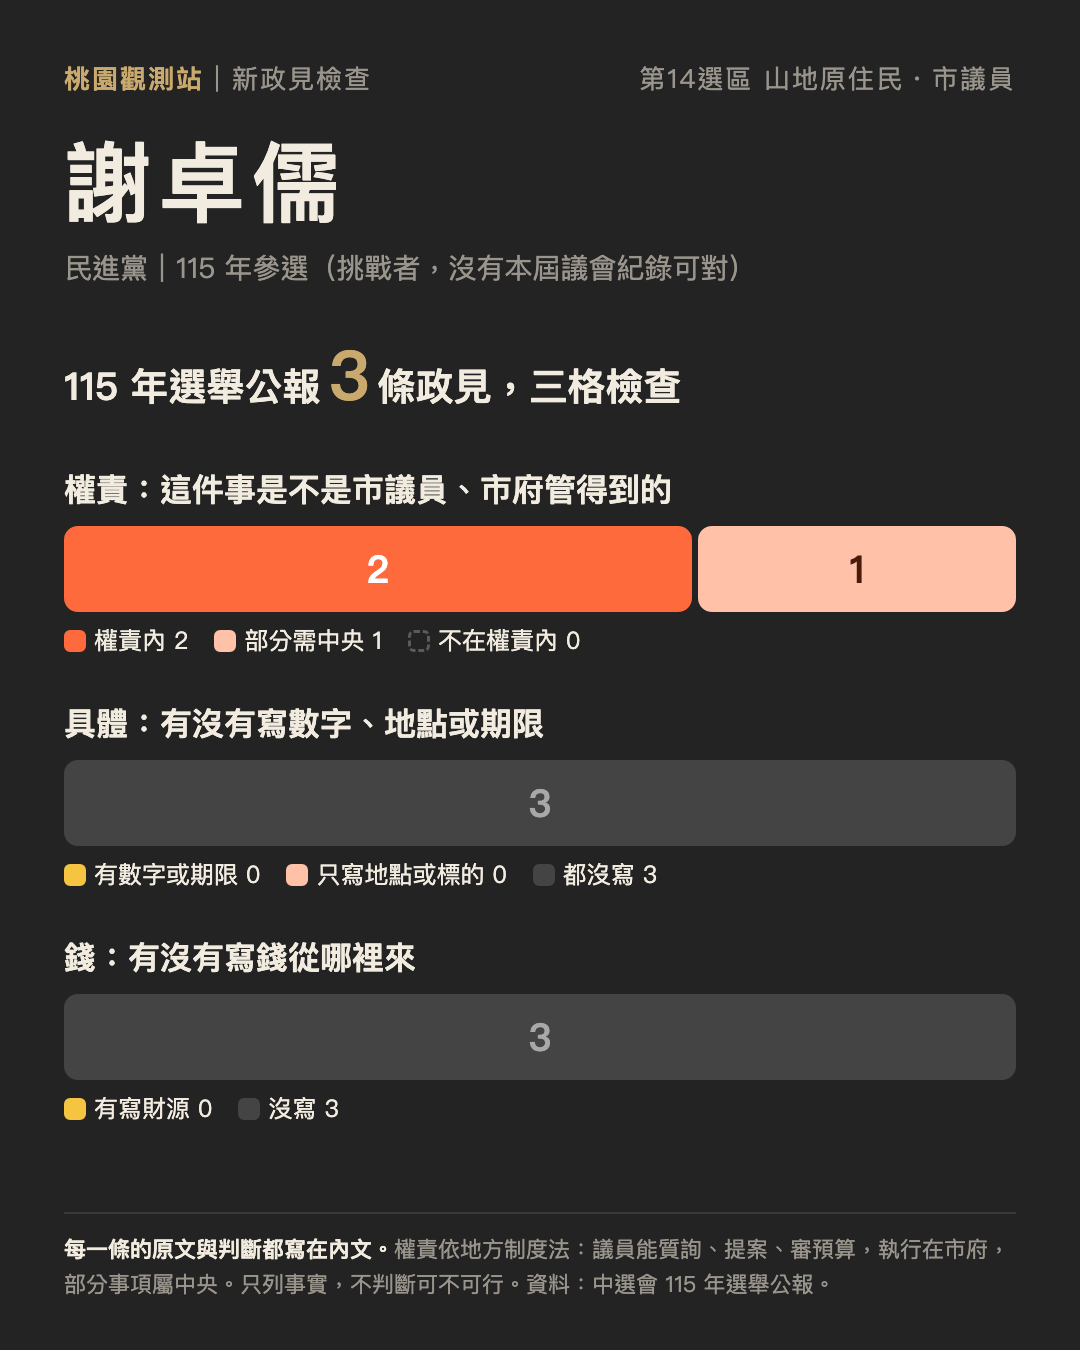 桃園觀測站｜新政見檢查
第14選區 山地原住民・市議員
謝卓儒
民進黨｜115 年參選（挑戰者，沒有本屆議會紀錄可對）
115 年選舉公報 3 條政見，三格檢查
權責：這件事是不是市議員、市府管得到的
2
1
權責內 2 部分需中央 1 不在權責內 0
具體：有沒有寫數字、地點或期限
3
有數字或期限 0 只寫地點或標的 0 都沒寫 3
錢：有沒有寫錢從哪裡來
3
有寫財源 0 沒寫 3
每一條的原文與判斷都寫在內文。權責依地方制度法：議員能質詢、提案、審預算，執行在市府，
部分事項屬中央。只列事實，不判斷可不可行。資料：中選會 115 年選舉公報。